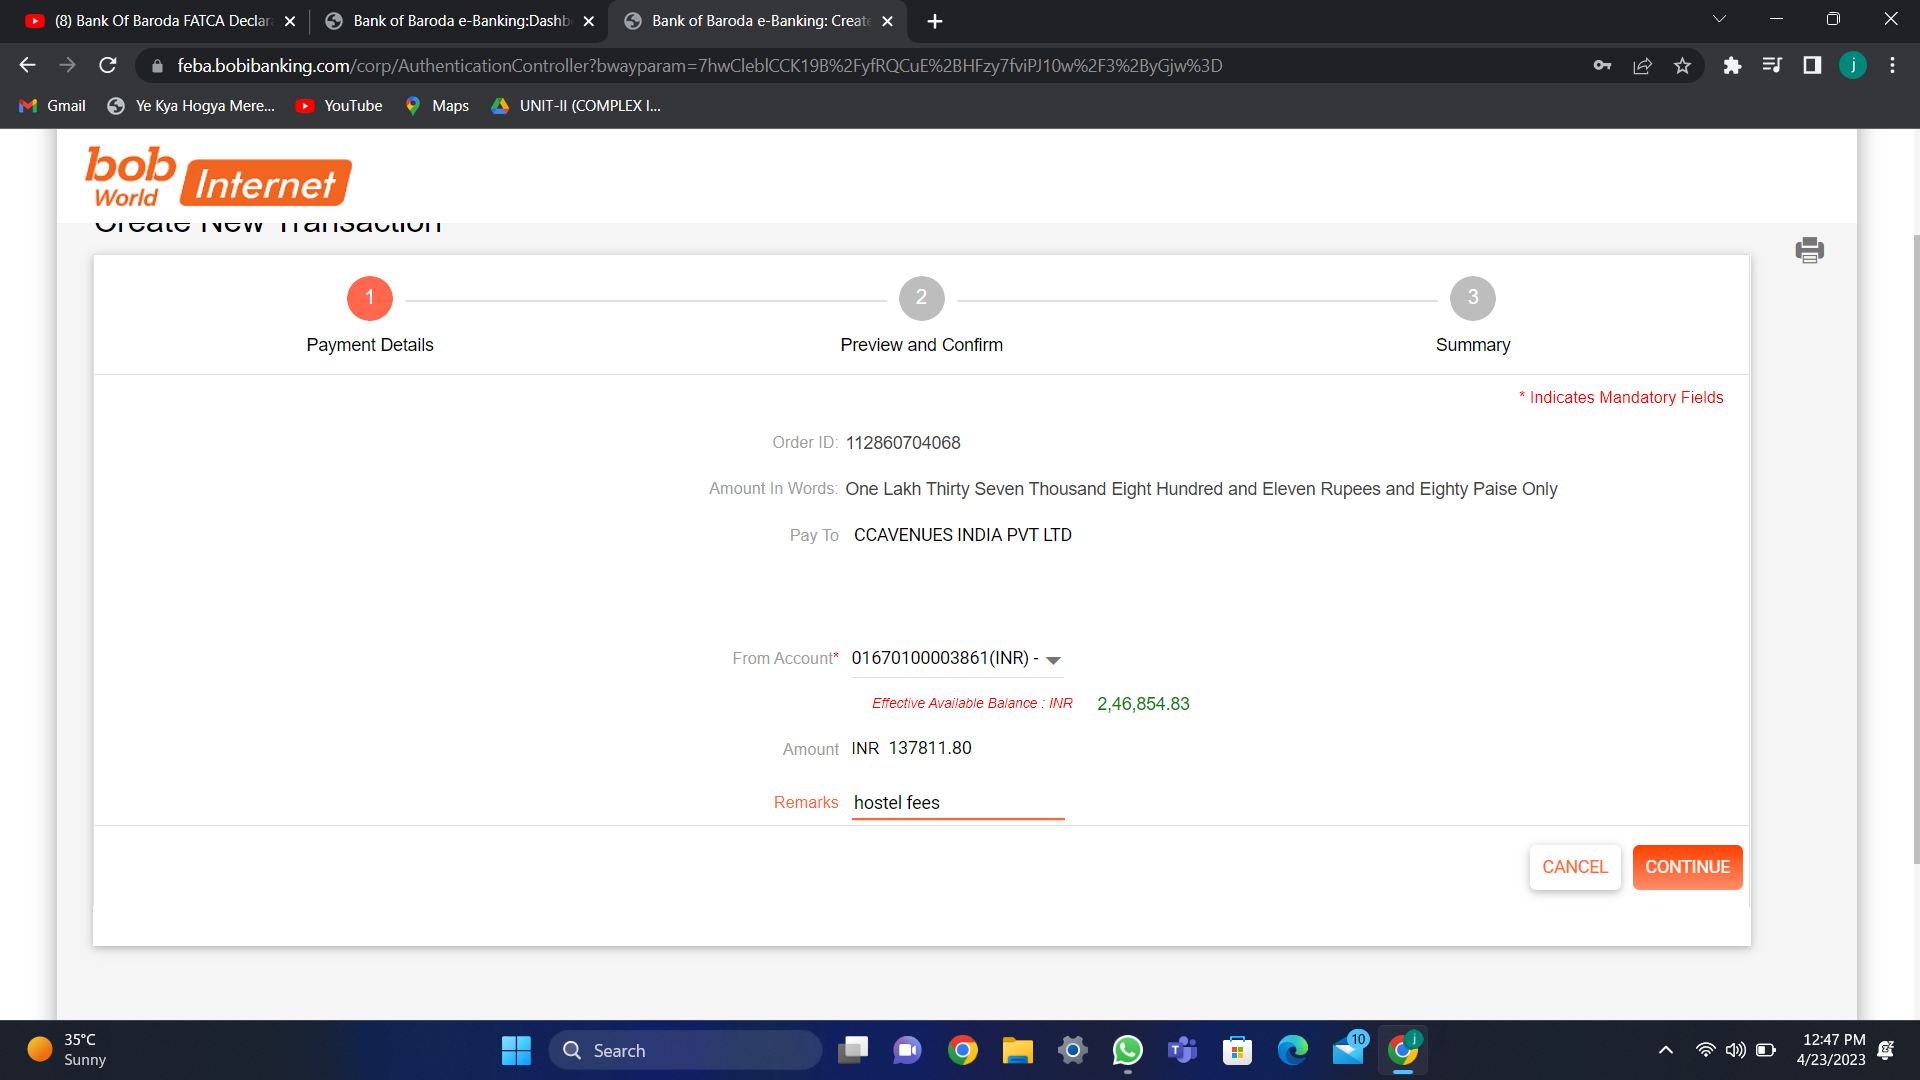 (8) Bank Of Baroda FATCA Declar
Bank of Baroda e-Banking:Dashb
Bank of Baroda e-Banking: Create
feba.bobibanking.com/corp/AuthenticationController?bwayparam=7hwCleblCCK19B%2FyfRQCuE%2BHFzy7fviPJ10w%2F3%2ByGjw%3D
j
Gmail
Ye Kya Hogya Mere...
YouTube
Maps
UNIT-II (COMPLEX I...
bob
World
Internet
Create New Transaction
1
2
3
Payment Details
Preview and Confirm
Summary
* Indicates Mandatory Fields
Order ID: 112860704068
Amount In Words: One Lakh Thirty Seven Thousand Eight Hundred and Eleven Rupees and Eighty Paise Only
Pay To CCAVENUES INDIA PVT LTD
From Account* 01670100003861(INR) -
Effective Available Balance : INR 2,46,854.83
Amount INR 137811.80
Remarks hostel fees
CANCEL
CONTINUE
35°C
Sunny
Search
10
j
12:47 PM
4/23/2023